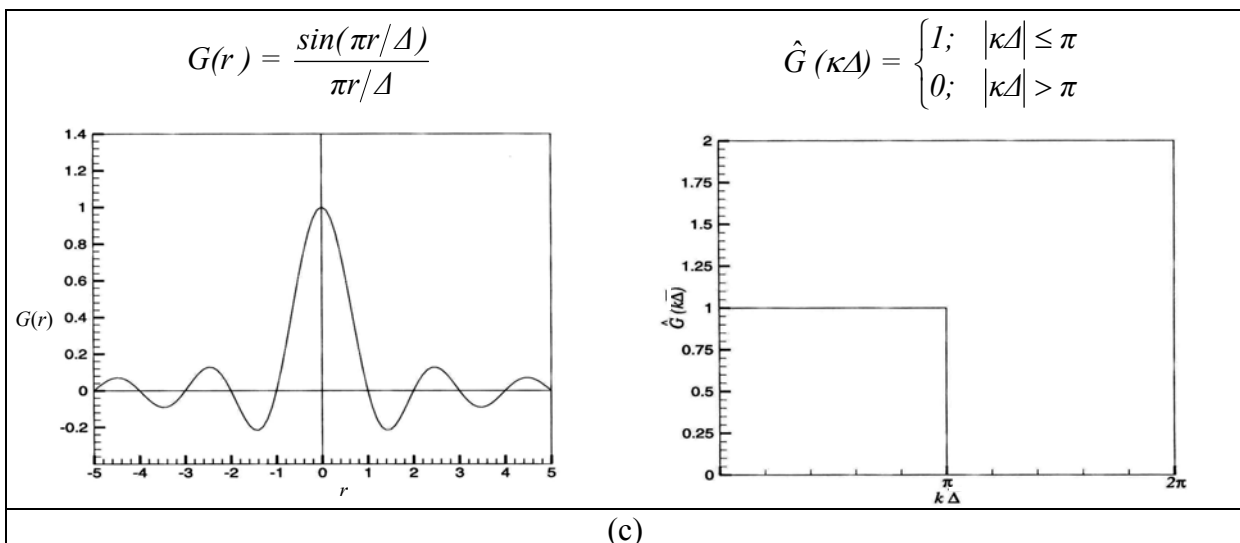 G(r) = sin(πr/Δ) / πr/Δ
Ĝ (κΔ) = { 1; |κΔ| ≤ π
0; |κΔ| > π
1.4
1.2
1
0.8
0.6
0.4
0.2
0
-0.2
G(r)
-5 -4 -3 -2 -1 0 1 2 3 4 5
r
2
1.75
1.5
1.25
1
0.75
0.5
0.25
0
Ĝ (kΔ̅)
π 2π
k Δ
(c)